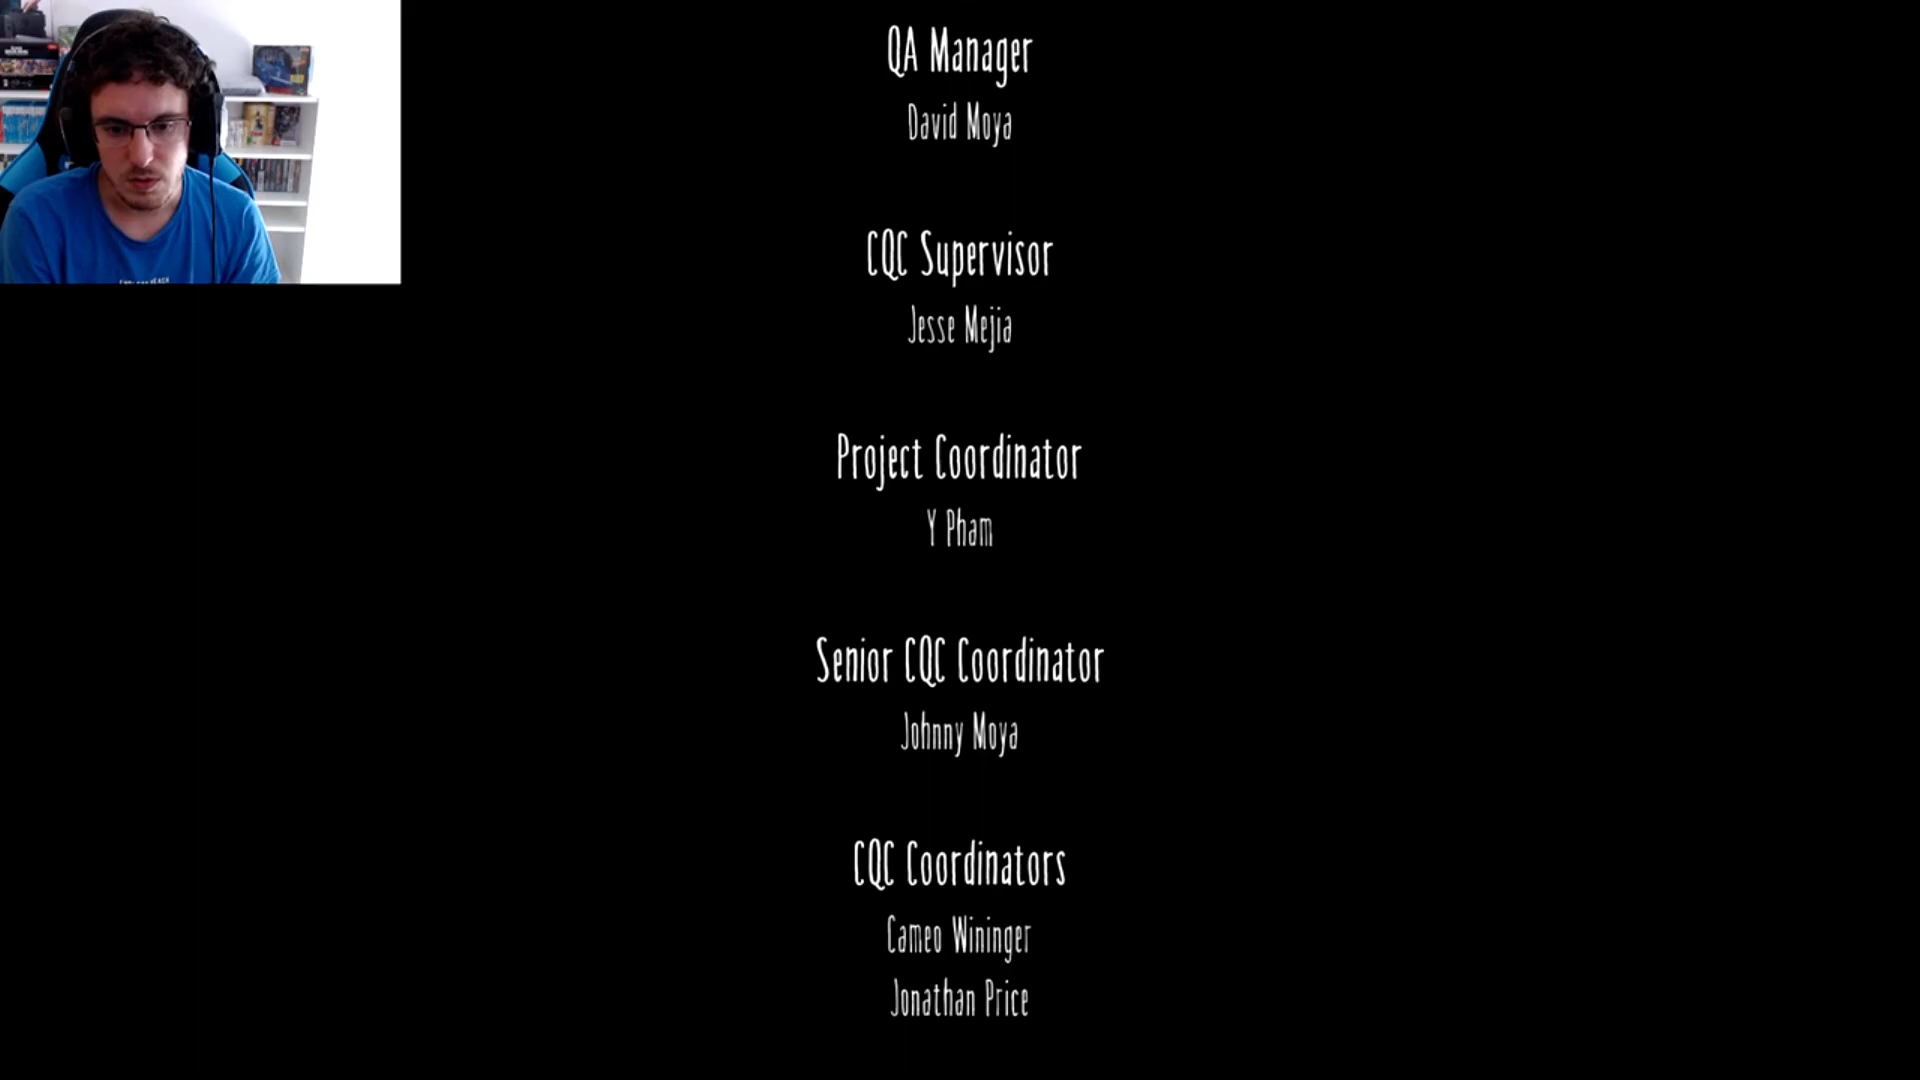 QA Manager
David Moya
CQC Supervisor
Jesse Mejia
Project Coordinator
Y Pham
Senior CQC Coordinator
Johnny Moya
CQC Coordinators
Cameo Wininger
Jonathan Price